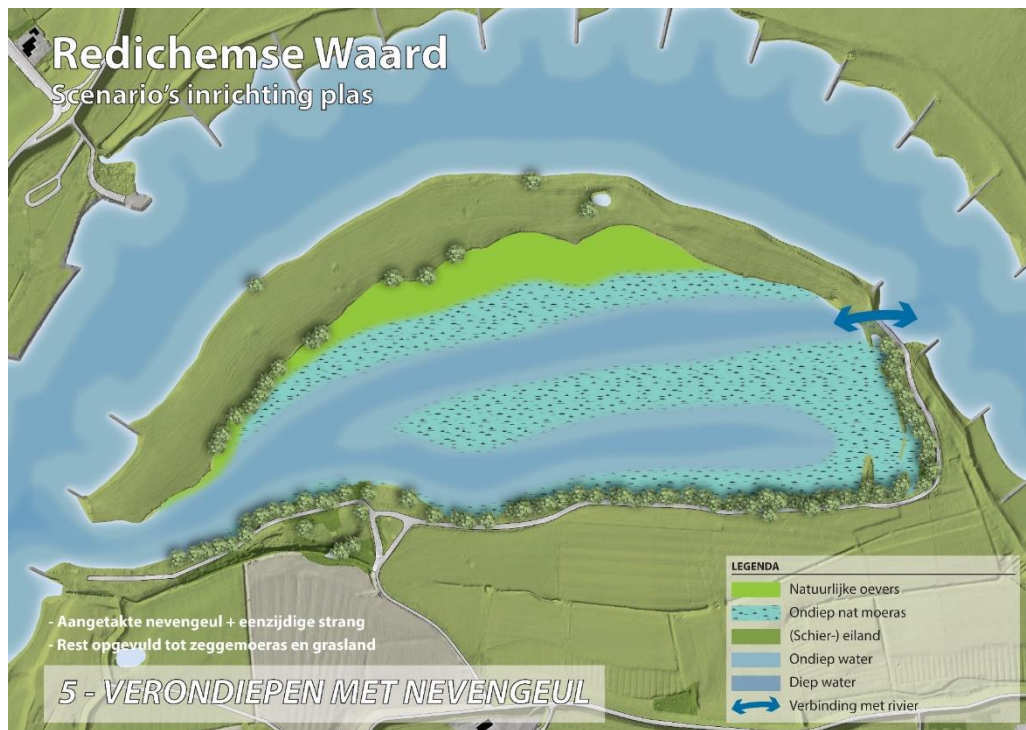 Redichemse Waard
Scenario's inrichting plas
LEGENDA
Natuurlijke oevers
Ondiep nat moeras
(Schier-) eiland
Ondiep water
Diep water
Verbinding met rivier
- Aangetakte nevengeul + eenzijdige strang
- Rest opgevuld tot zeggemoeras en grasland
5 - VERONDIEPEN MET NEVENGEUL